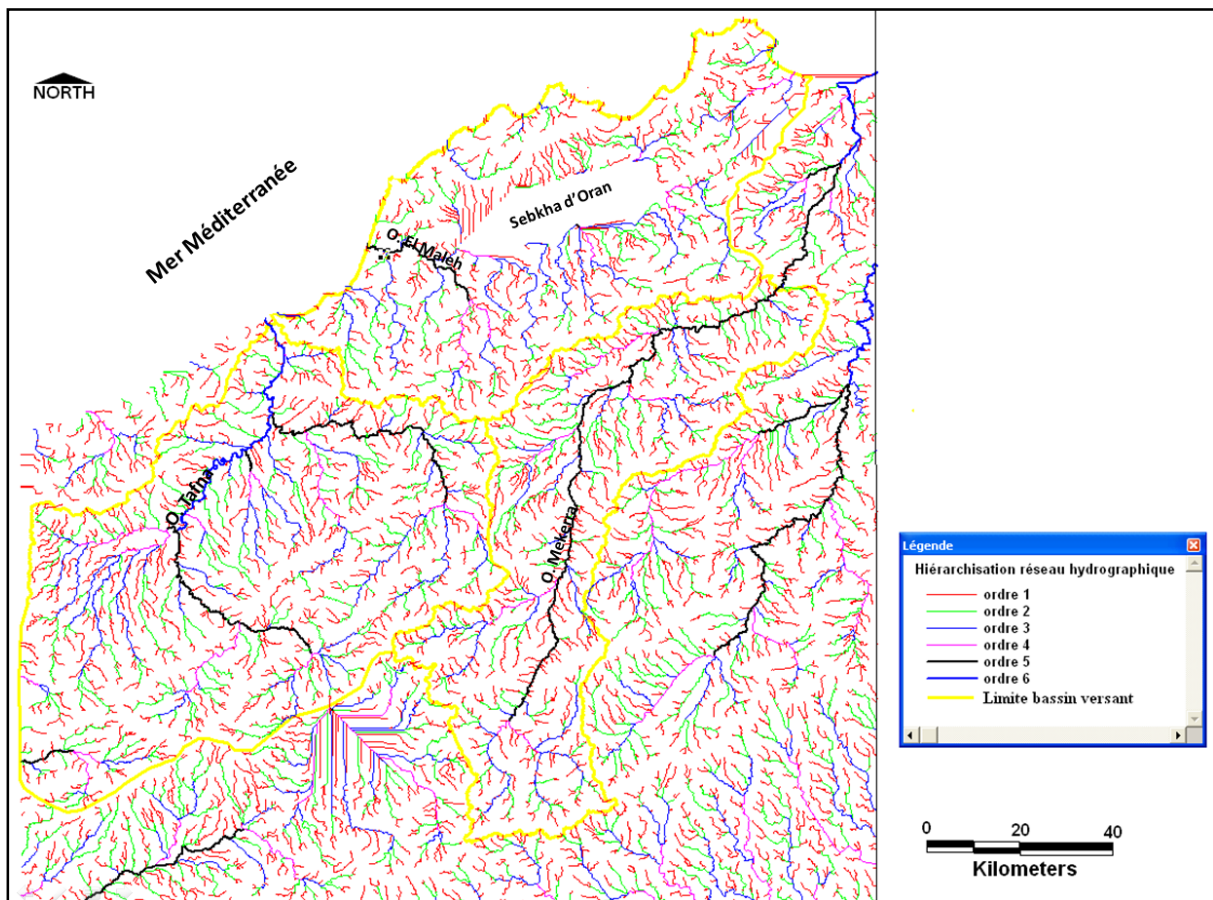 NORTH
Mer Méditerranée
Sebkha d'Oran
O. El Maleh
O. Tafna
O. Mekerra
Légende
Hiérarchisation réseau hydrographique
ordre 1
ordre 2
ordre 3
ordre 4
ordre 5
ordre 6
Limite bassin versant
0 20 40
Kilometers